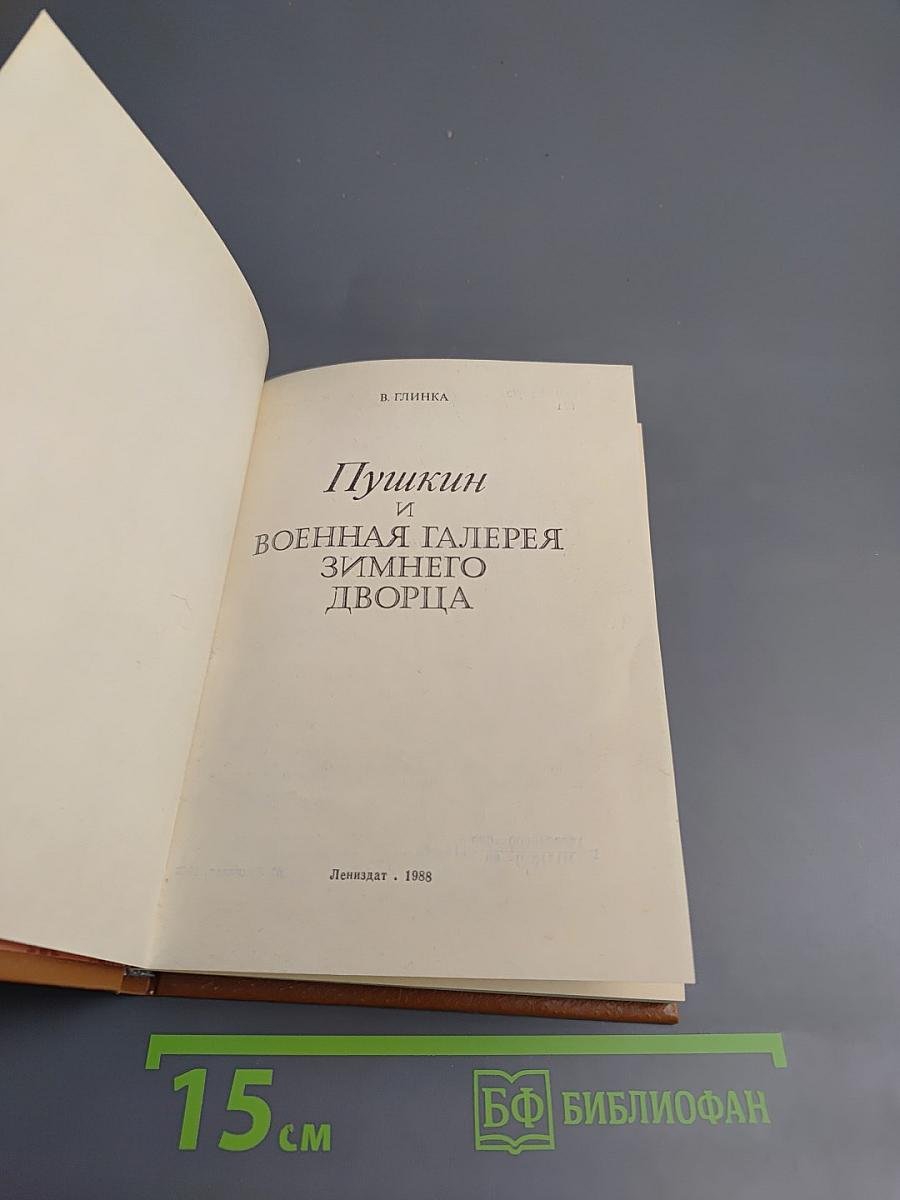 В. ГЛИНКА
Пушкин
И
ВОЕННАЯ ГАЛЕРЕЯ
ЗИМНЕГО
ДВОРЦА
Лениздат . 1988
15 см
БФ БИБЛИОФАН